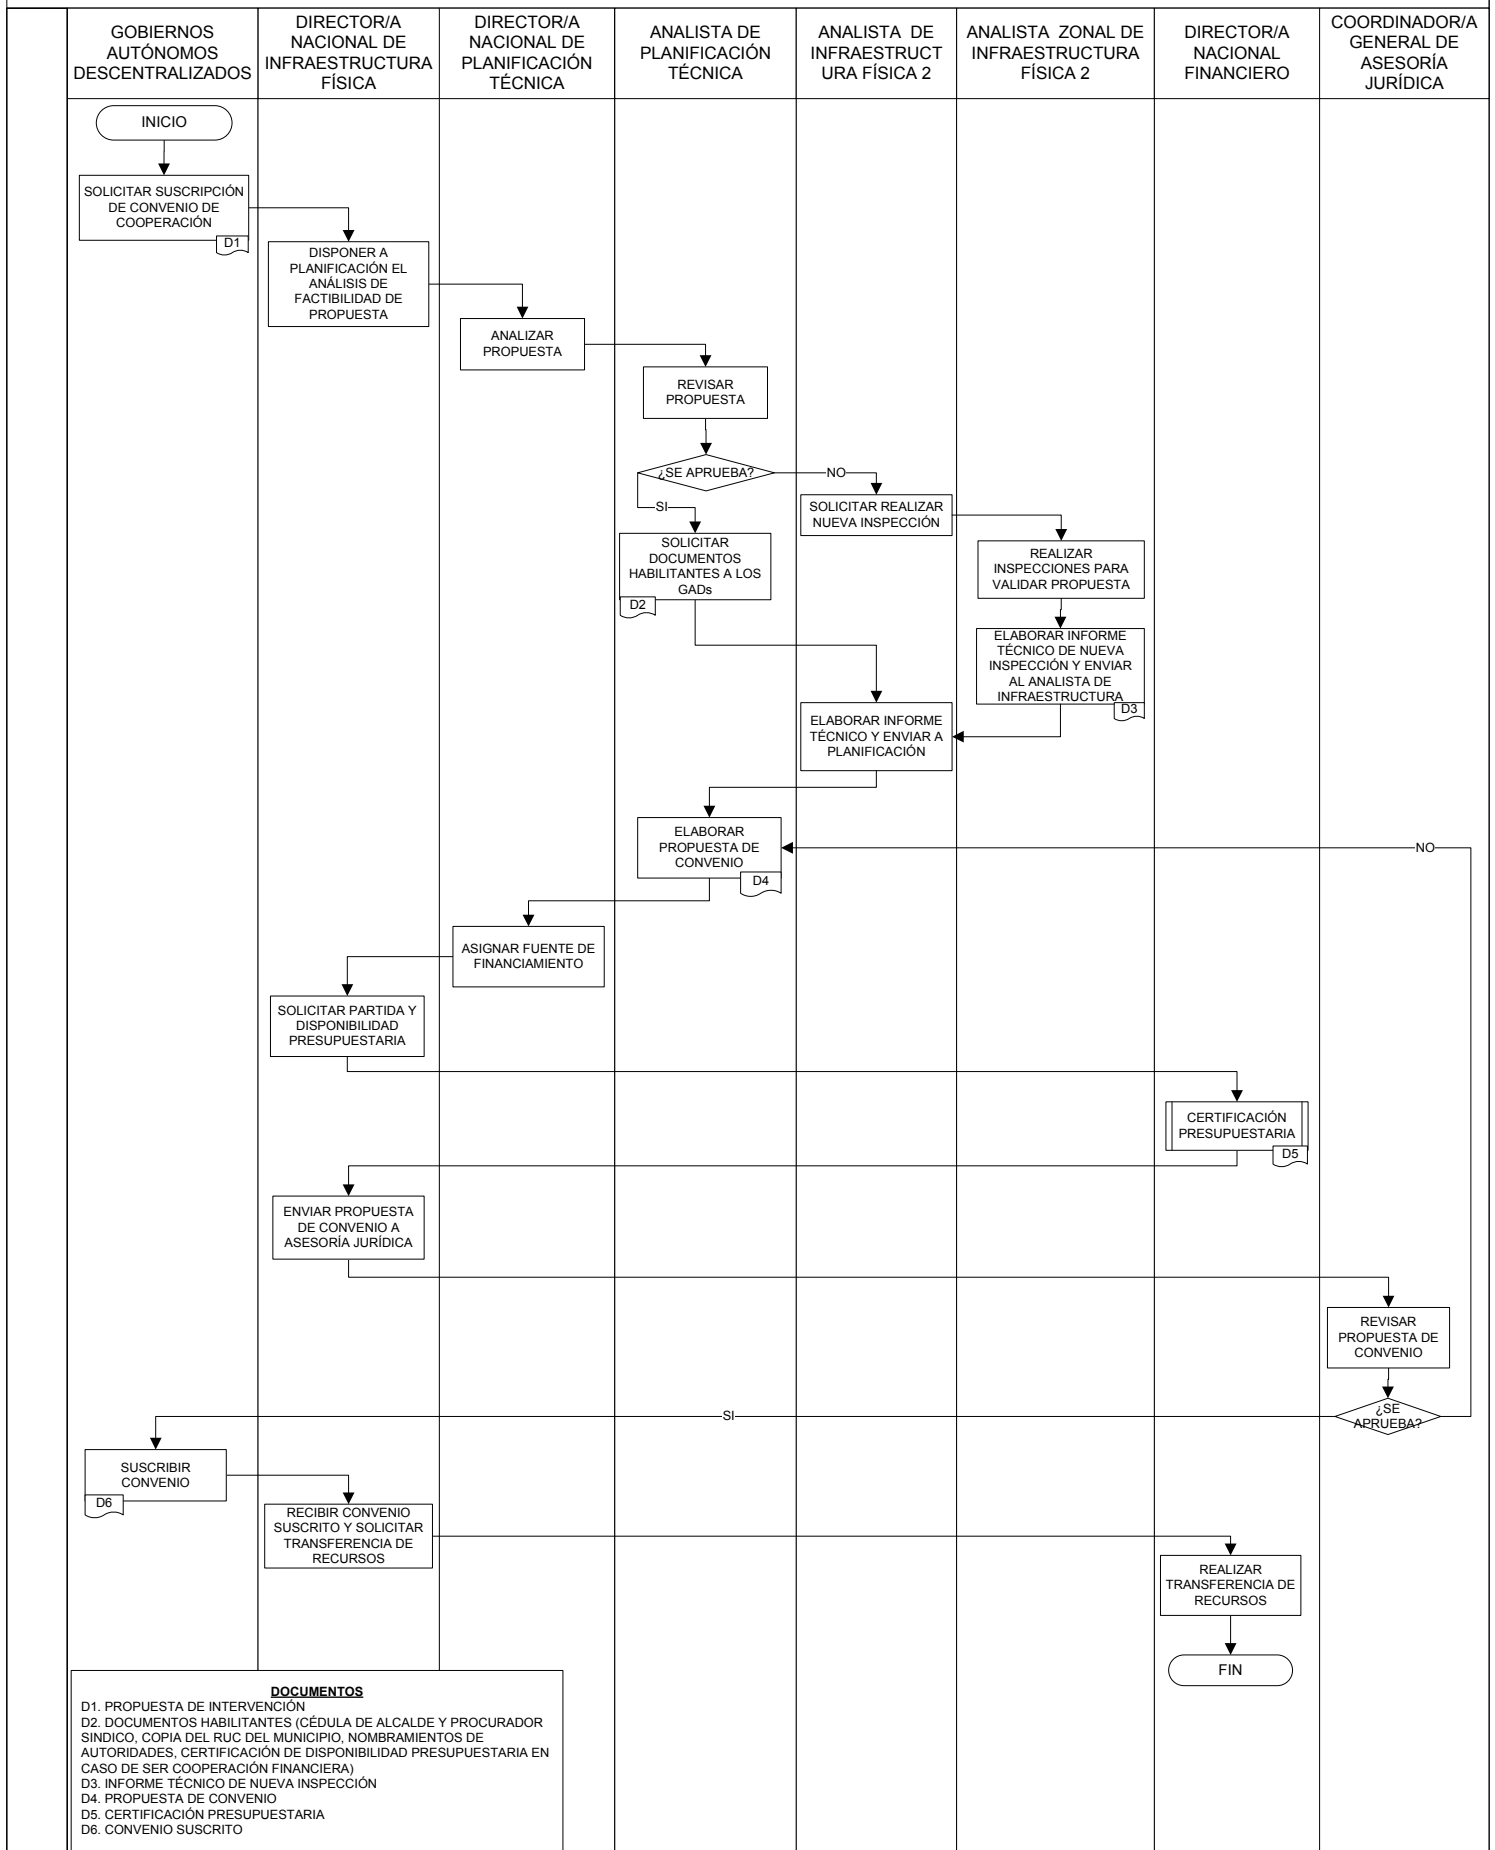 GOBIERNOS
AUTÓNOMOS
DESCENTRALIZADOS
DIRECTOR/A
NACIONAL DE
INFRAESTRUCTURA
FÍSICA
DIRECTOR/A
NACIONAL DE
PLANIFICACIÓN
TÉCNICA
ANALISTA DE
PLANIFICACIÓN
TÉCNICA
ANALISTA DE
INFRAESTRUCT
URA FÍSICA 2
ANALISTA ZONAL DE
INFRAESTRUCTURA
FÍSICA 2
DIRECTOR/A
NACIONAL
FINANCIERO
COORDINADOR/A
GENERAL DE
ASESORÍA
JURÍDICA
INICIO
SOLICITAR SUSCRIPCIÓN
DE CONVENIO DE
COOPERACIÓN
D1
DISPONER A
PLANIFICACIÓN EL
ANÁLISIS DE
FACTIBILIDAD DE
PROPUESTA
ANALIZAR
PROPUESTA
REVISAR
PROPUESTA
¿SE APRUEBA?
NO
SI
SOLICITAR REALIZAR
NUEVA INSPECCIÓN
SOLICITAR
DOCUMENTOS
HABILITANTES A LOS
GADs
D2
REALIZAR
INSPECCIONES PARA
VALIDAR PROPUESTA
ELABORAR INFORME
TÉCNICO DE NUEVA
INSPECCIÓN Y ENVIAR
AL ANALISTA DE
INFRAESTRUCTURA
D3
ELABORAR INFORME
TÉCNICO Y ENVIAR A
PLANIFICACIÓN
ELABORAR
PROPUESTA DE
CONVENIO
D4
NO
ASIGNAR FUENTE DE
FINANCIAMIENTO
SOLICITAR PARTIDA Y
DISPONIBILIDAD
PRESUPUESTARIA
CERTIFICACIÓN
PRESUPUESTARIA
D5
ENVIAR PROPUESTA
DE CONVENIO A
ASESORÍA JURÍDICA
REVISAR
PROPUESTA DE
CONVENIO
¿SE
APRUEBA?
SI
SUSCRIBIR
CONVENIO
D6
RECIBIR CONVENIO
SUSCRITO Y SOLICITAR
TRANSFERENCIA DE
RECURSOS
REALIZAR
TRANSFERENCIA DE
RECURSOS
FIN
DOCUMENTOS
D1. PROPUESTA DE INTERVENCIÓN
D2. DOCUMENTOS HABILITANTES (CÉDULA DE ALCALDE Y PROCURADOR
SINDICO, COPIA DEL RUC DEL MUNICIPIO, NOMBRAMIENTOS DE
AUTORIDADES, CERTIFICACIÓN DE DISPONIBILIDAD PRESUPUESTARIA EN
CASO DE SER COOPERACIÓN FINANCIERA)
D3. INFORME TÉCNICO DE NUEVA INSPECCIÓN
D4. PROPUESTA DE CONVENIO
D5. CERTIFICACIÓN PRESUPUESTARIA
D6. CONVENIO SUSCRITO